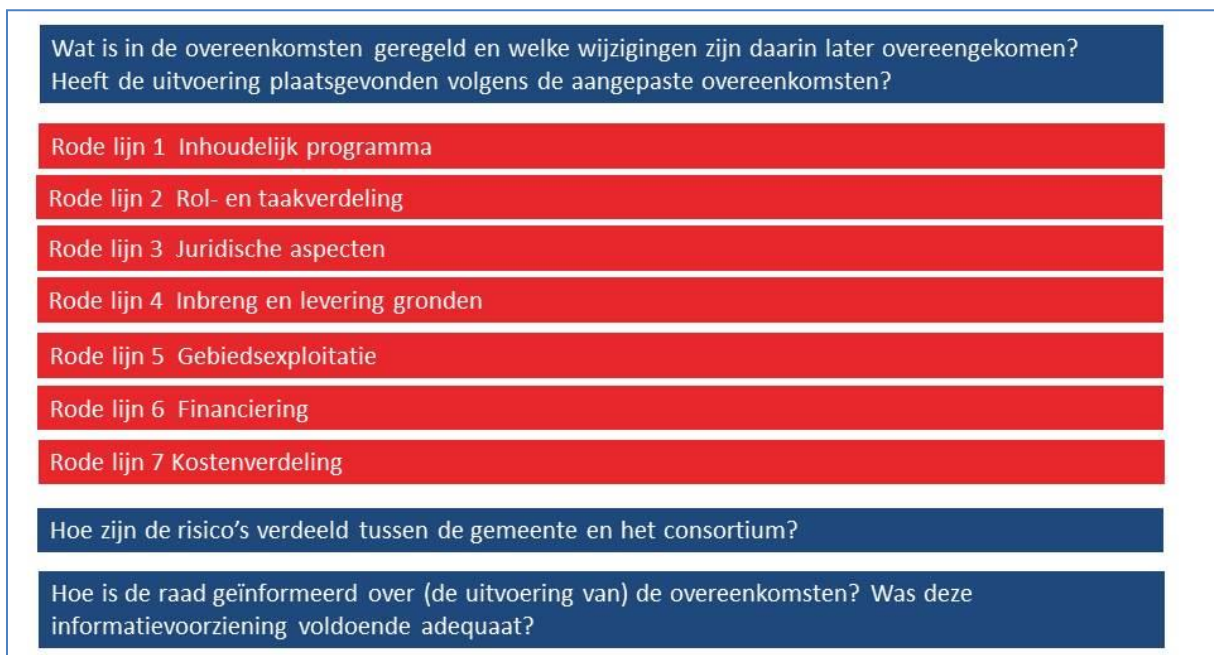 Wat is in de overeenkomsten geregeld en welke wijzigingen zijn daarin later overeengekomen?
Heeft de uitvoering plaatsgevonden volgens de aangepaste overeenkomsten?
Rode lijn 1 Inhoudelijk programma
Rode lijn 2 Rol- en taakverdeling
Rode lijn 3 Juridische aspecten
Rode lijn 4 Inbreng en levering gronden
Rode lijn 5 Gebiedsexploitatie
Rode lijn 6 Financiering
Rode lijn 7 Kostenverdeling
Hoe zijn de risico's verdeeld tussen de gemeente en het consortium?
Hoe is de raad geïnformeerd over (de uitvoering van) de overeenkomsten? Was deze
informatievoorziening voldoende adequaat?